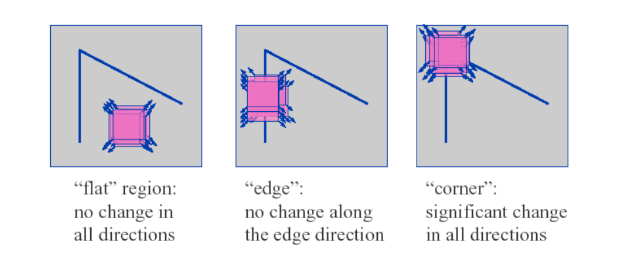 “flat” region:
no change in
all directions
“edge”:
no change along
the edge direction
“corner”:
significant change
in all directions